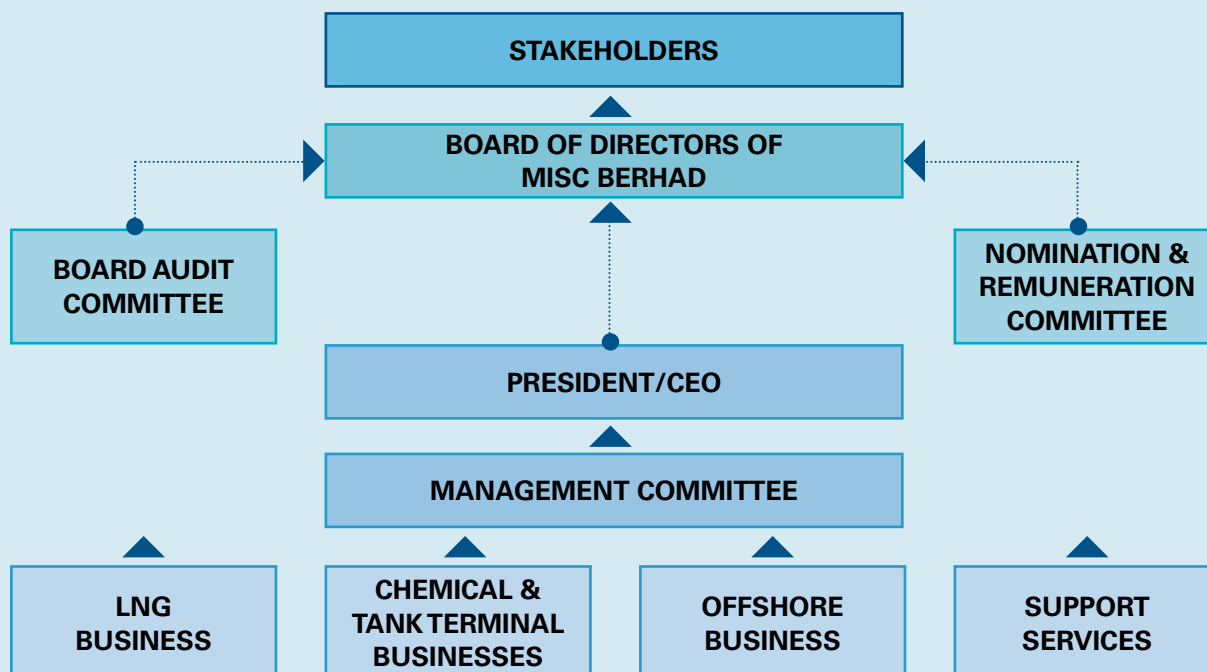 STAKEHOLDERS
BOARD OF DIRECTORS OF
MISC BERHAD
BOARD AUDIT
COMMITTEE
NOMINATION &
REMUNERATION
COMMITTEE
PRESIDENT/CEO
MANAGEMENT COMMITTEE
LNG
BUSINESS
CHEMICAL &
TANK TERMINAL
BUSINESSES
OFFSHORE
BUSINESS
SUPPORT
SERVICES